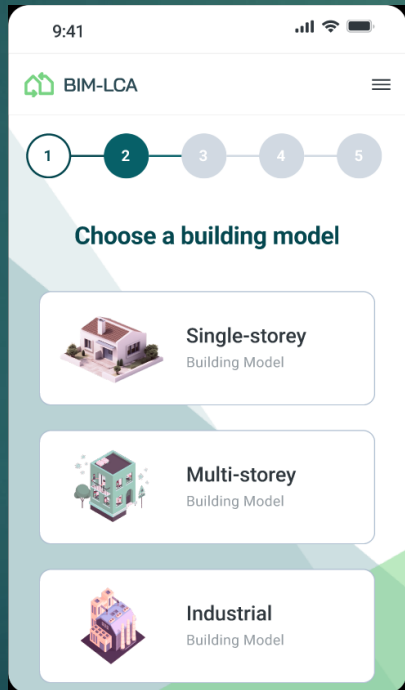 9:41
BIM-LCA
1 2 3 4 5
Choose a building model
Single-storey
Building Model
Multi-storey
Building Model
Industrial
Building Model